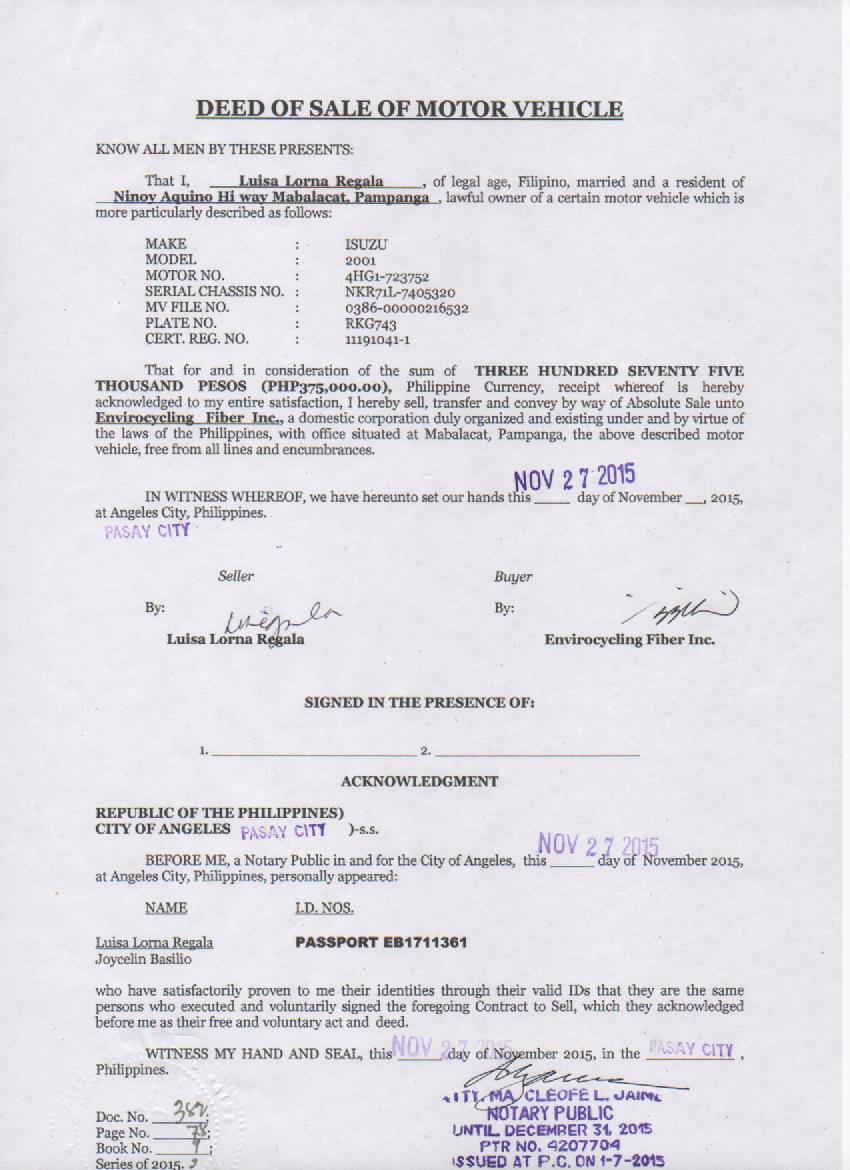 DEED OF SALE OF MOTOR VEHICLE
KNOW ALL MEN BY THESE PRESENTS:
That I, Luisa Lorna Regala , of legal age, Filipino, married and a resident of
Ninoy Aquino Hi way Mabalacat, Pampanga , lawful owner of a certain motor vehicle which is
more particularly described as follows:
MAKE : ISUZU
MODEL : 2001
MOTOR NO. : 4HG1-723752
SERIAL CHASSIS NO. : NKR71L-7405320
MV FILE NO. : 0386-00000216532
PLATE NO. : RKG743
CERT. REG. NO. : 11191041-1
That for and in consideration of the sum of THREE HUNDRED SEVENTY FIVE
THOUSAND PESOS (PHP375,000.00), Philippine Currency, receipt whereof is hereby
acknowledged to my entire satisfaction, I hereby sell, transfer and convey by way of Absolute Sale unto
Envirocycling Fiber Inc., a domestic corporation duly organized and existing under and by virtue of
the laws of the Philippines, with office situated at Mabalacat, Pampanga, the above described motor
vehicle, free from all lines and encumbrances.
NOV 27 2015
IN WITNESS WHEREOF, we have hereunto set our hands this _____ day of November __, 2015,
at Angeles City, Philippines.
PASAY CITY
Seller Buyer
By: By:
Luisa Lorna Regala Envirocycling Fiber Inc.
SIGNED IN THE PRESENCE OF:
1. ____________________________ 2. ____________________________
ACKNOWLEDGMENT
REPUBLIC OF THE PHILIPPINES)
CITY OF ANGELES PASAY CITY )-s.s.
NOV 27 2015
BEFORE ME, a Notary Public in and for the City of Angeles, this ______ day of November 2015,
at Angeles City, Philippines, personally appeared:
NAME I.D. NOS.
Luisa Lorna Regala PASSPORT EB1711361
Joycelin Basilio
who have satisfactorily proven to me their identities through their valid IDs that they are the same
persons who executed and voluntarily signed the foregoing Contract to Sell, which they acknowledged
before me as their free and voluntary act and deed.
WITNESS MY HAND AND SEAL, this NOV 27 2015 day of November 2015, in the PASAY CITY ,
Philippines.
MA. CLEOFE L. JAIME
NOTARY PUBLIC
UNTIL DECEMBER 31, 2015
PTR NO. 4207704
ISSUED AT P.C. ON 1-7-2015
Doc. No.
Page No. 78;
Book No. ;
Series of 2015.